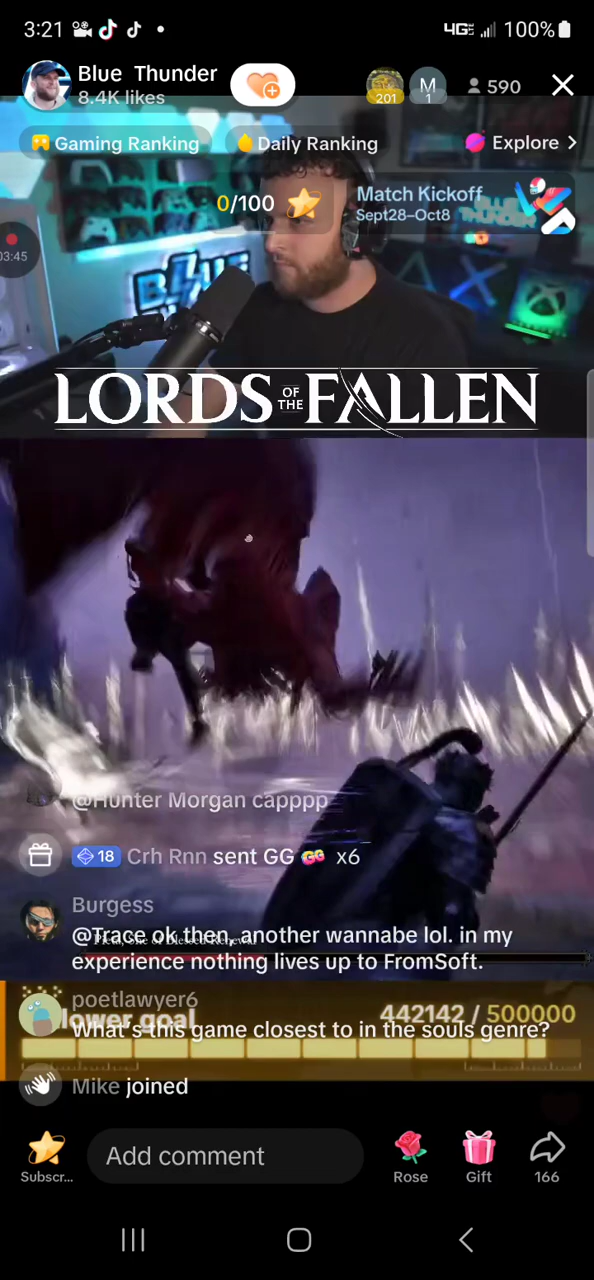 3:21
4G
100%
Blue Thunder
8.4K likes
201
M
1
590
Gaming Ranking
Daily Ranking
Explore
0/100
Match Kickoff
Sept28–Oct8
03:45
LORDS OF THE FALLEN
@Hunter Morgan capppp
18 Crh Rnn sent GG GG x6
Burgess
@Trace ok then, another wannabe lol. in my
experience nothing lives up to FromSoft.
poetlawyer6
lower goal
442142 / 500000
What's this game closest to in the souls genre?
Mike joined
Subscr...
Add comment
Rose
Gift
166